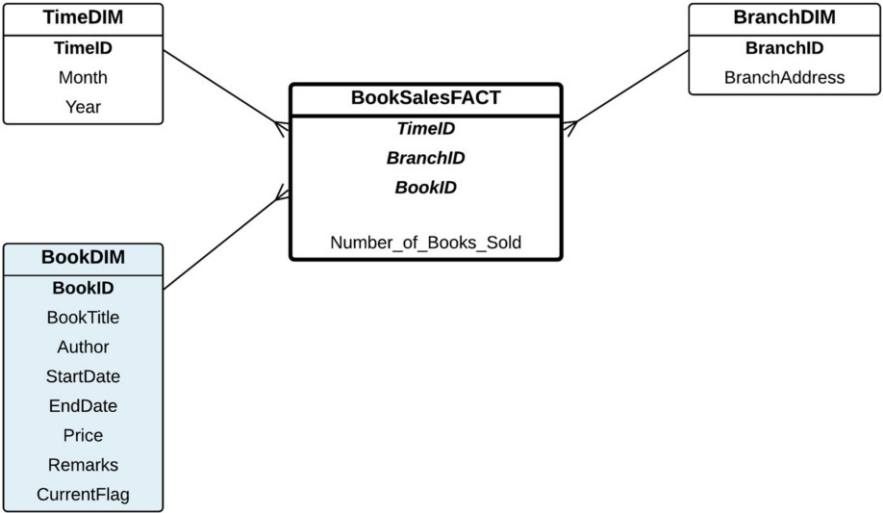 TimeDIM
TimeID
Month
Year
BookSalesFACT
TimeID
BranchID
BookID
Number_of_Books_Sold
BranchDIM
BranchID
BranchAddress
BookDIM
BookID
BookTitle
Author
StartDate
EndDate
Price
Remarks
CurrentFlag